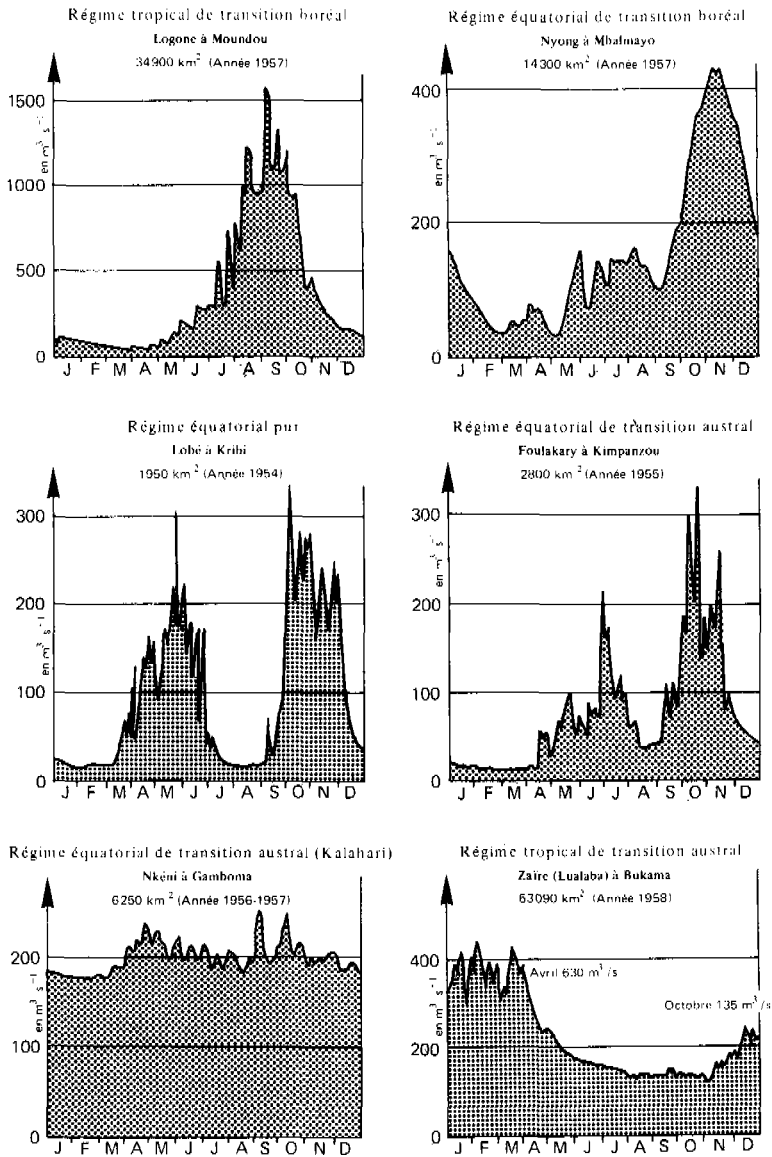 Régime tropical de transition boréal
Logone à Moundou
34900 km² (Année 1957)
1500
1000
500
0
en m³ s⁻¹
J F M A M J J A S O N D
Régime équatorial de transition boréal
Nyong à Mbalmayo
14300 km² (Année 1957)
400
200
0
en m³ s⁻¹
J F M A M J J A S O N D
Régime équatorial pur
Lobé à Kribi
1950 km² (Année 1954)
300
200
100
0
en m³ s⁻¹
J F M A M J J A S O N D
Régime équatorial de transition austral
Foulakary à Kimpanzou
2800 km² (Année 1955)
300
200
100
0
en m³ s⁻¹
J F M A M J J A S O N D
Régime équatorial de transition austral (Kalahari)
Nkéni à Gamboma
6250 km² (Année 1956-1957)
200
100
0
en m³ s⁻¹
J F M A M J J A S O N D
Régime tropical de transition austral
Zaïre (Lualaba) à Bukama
63090 km² (Année 1958)
400
200
0
en m³ s⁻¹
Avril 630 m³/s
Octobre 135 m³/s
J F M A M J J A S O N D